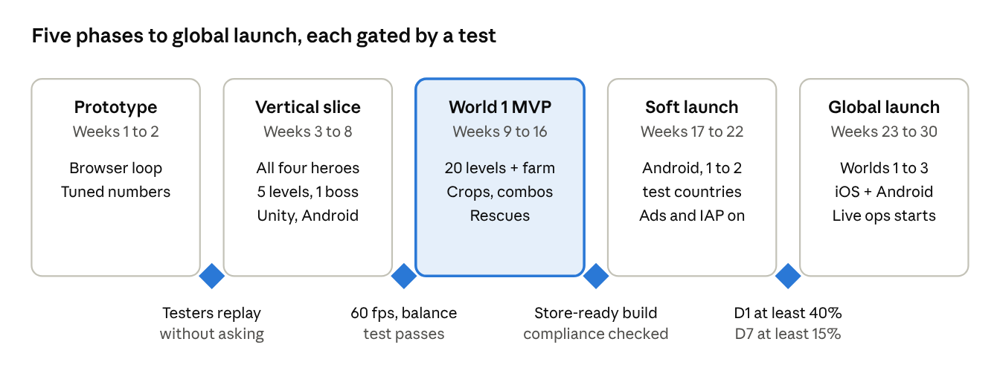 Five phases to global launch, each gated by a test
Prototype
Weeks 1 to 2
Browser loop
Tuned numbers
Vertical slice
Weeks 3 to 8
All four heroes
5 levels, 1 boss
Unity, Android
World 1 MVP
Weeks 9 to 16
20 levels + farm
Crops, combos
Rescues
Soft launch
Weeks 17 to 22
Android, 1 to 2
test countries
Ads and IAP on
Global launch
Weeks 23 to 30
Worlds 1 to 3
iOS + Android
Live ops starts
Testers replay
without asking
60 fps, balance
test passes
Store-ready build
compliance checked
D1 at least 40%
D7 at least 15%